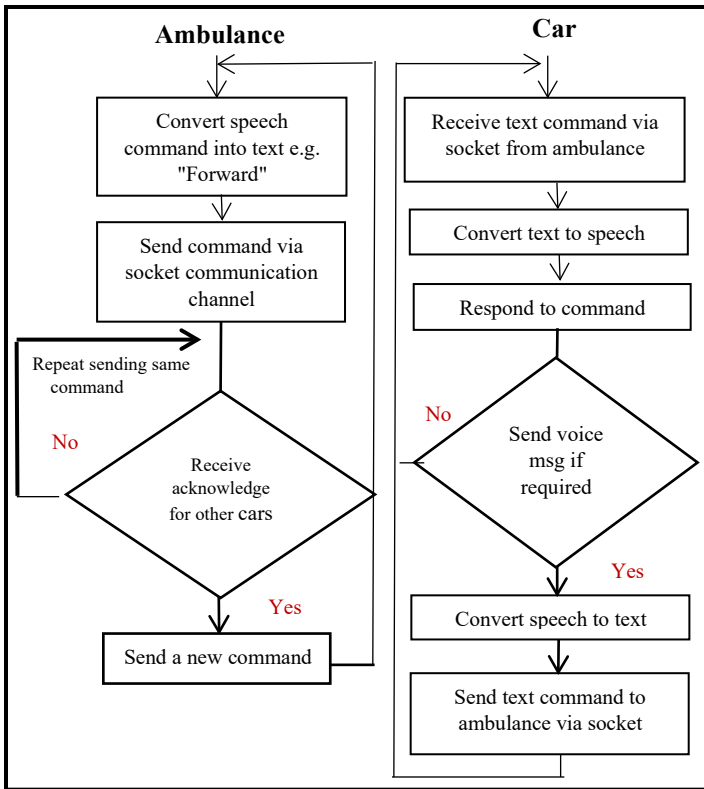 Ambulance
Convert speech
command into text e.g.
"Forward"
Send command via
socket communication
channel
Repeat sending same
command
No
Receive
acknowledge
for other cars
Yes
Send a new command
Car
Receive text command via
socket from ambulance
Convert text to speech
Respond to command
No
Send voice
msg if
required
Yes
Convert speech to text
Send text command to
ambulance via socket